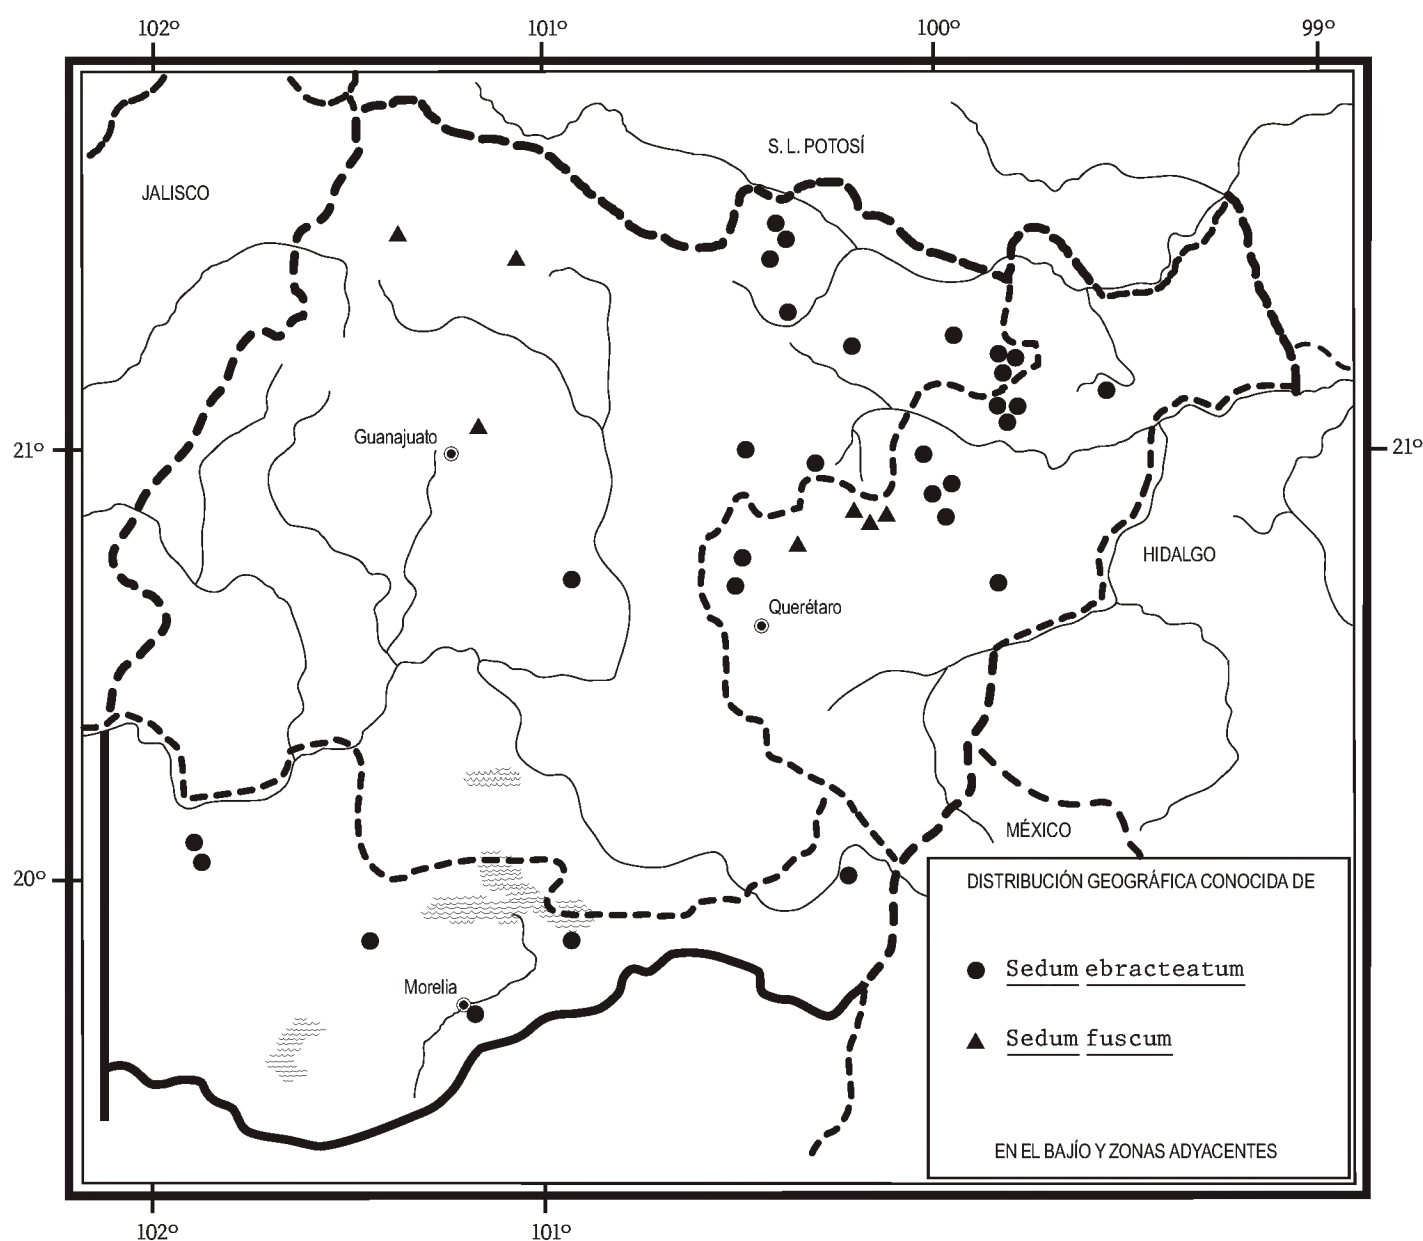 102º
101º
100º
99º
S. L. POTOSÍ
JALISCO
Guanajuato
21º
21º
HIDALGO
Querétaro
MÉXICO
20º
DISTRIBUCIÓN GEOGRÁFICA CONOCIDA DE
Sedum ebracteatum
Morelia
Sedum fuscum
EN EL BAJÍO Y ZONAS ADYACENTES
102º
101º